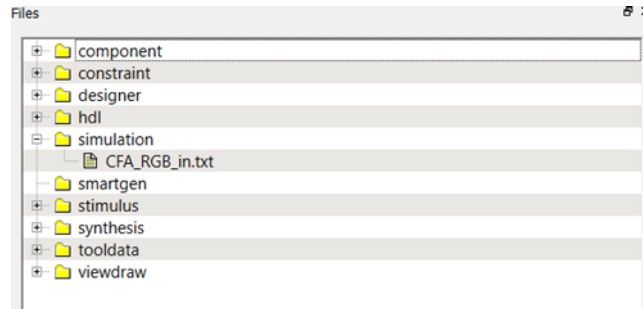 Files
component
constraint
designer
hdl
simulation
CFA_RGB_in.txt
smartgen
stimulus
synthesis
tooldata
viewdraw